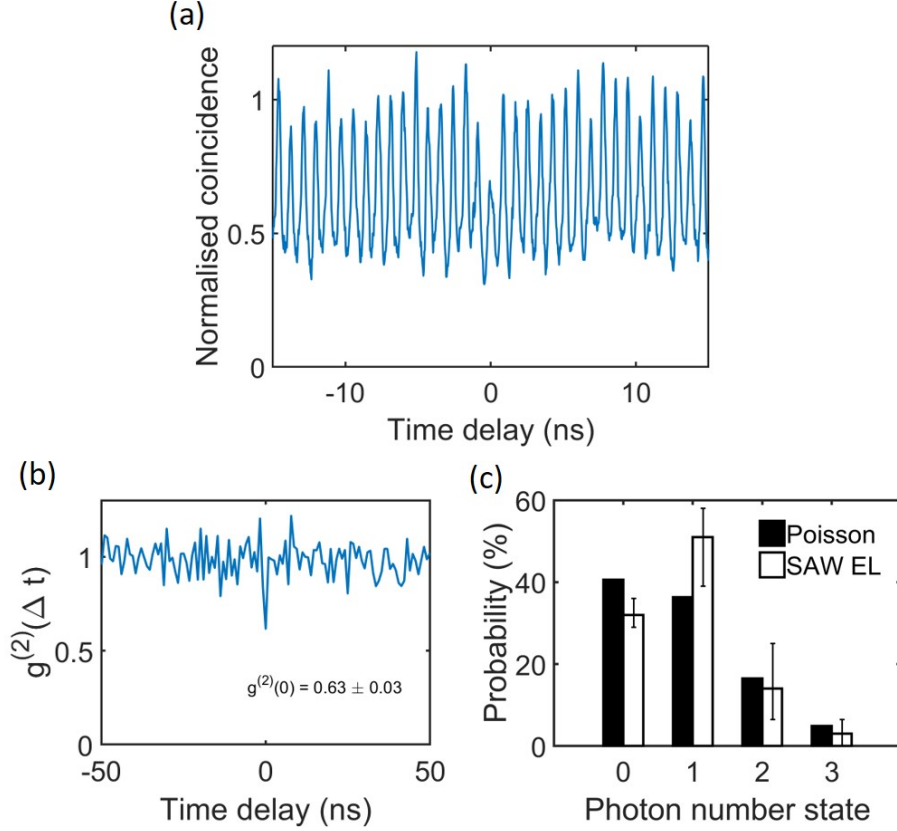 (a)
Normalised coincidence
1
0.5
0
-10
0
10
Time delay (ns)
(b)
g⁽²⁾(Δ t)
1
0.5
0
g⁽²⁾(0) = 0.63 ± 0.03
-50
0
50
Time delay (ns)
(c)
Probability (%)
60
40
20
0
Poisson
SAW EL
0
1
2
3
Photon number state